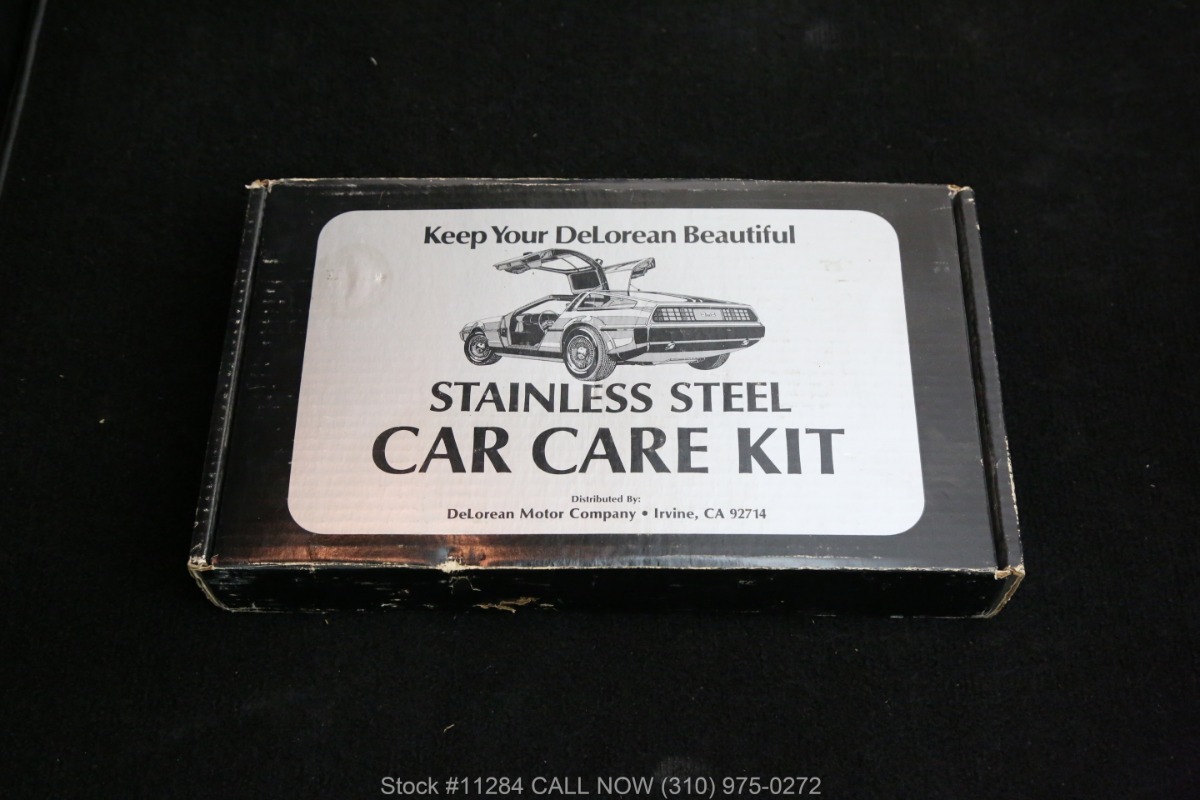 Keep Your DeLorean Beautiful
STAINLESS STEEL
CAR CARE KIT
Distributed By:
DeLorean Motor Company • Irvine, CA 92714
Stock #11284 CALL NOW (310) 975-0272